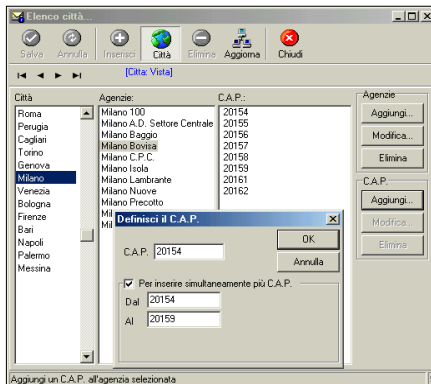 Elenco città...
Salva Annulla Inserisci Città Elimina Aggiorna Chiudi
[Citta: Vista]
Città
Roma
Perugia
Cagliari
Torino
Genova
Milano
Venezia
Bologna
Firenze
Bari
Napoli
Palermo
Messina
Agenzie:
Milano 100
Milano A.D. Settore Centrale
Milano Baggio
Milano Bovisa
Milano C.P.C.
Milano Isola
Milano Lambrante
Milano Nuove
Milano Precotto
Mil
Mil
C.A.P.:
20154
20155
20156
20157
20158
20159
20161
20162
Agenzie
Aggiungi...
Modifica...
Elimina
C.A.P.
Aggiungi...
Modifica...
Elimina
Definisci il C.A.P.
C.A.P. 20154
OK
Annulla
Per inserire simultaneamente più C.A.P.
Dal 20154
Al 20159
Aggiungi un C.A.P. all'agenzia selezionata